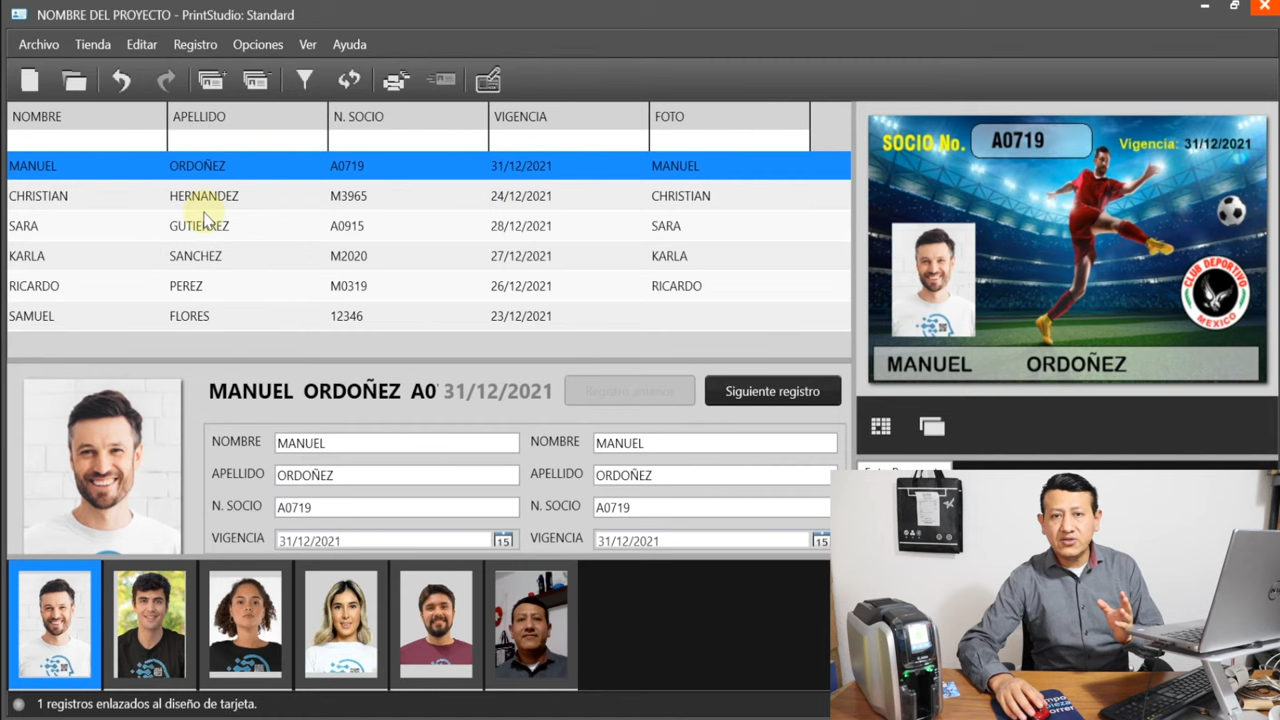 NOMBRE DEL PROYECTO - PrintStudio: Standard
Archivo Tienda Editar Registro Opciones Ver Ayuda
NOMBRE APELLIDO N. SOCIO VIGENCIA FOTO
MANUEL ORDOÑEZ A0719 31/12/2021 MANUEL
CHRISTIAN HERNANDEZ M3965 24/12/2021 CHRISTIAN
SARA GUTIERREZ A0915 28/12/2021 SARA
KARLA SANCHEZ M2020 27/12/2021 KARLA
RICARDO PEREZ M0319 26/12/2021 RICARDO
SAMUEL FLORES 12346 23/12/2021
SOCIO No. A0719 Vigencia: 31/12/2021
CLUB DEPORTIVO
MEXICO
MANUEL ORDOÑEZ
MANUEL ORDOÑEZ A0 31/12/2021
Siguiente registro
NOMBRE MANUEL NOMBRE MANUEL
APELLIDO ORDOÑEZ APELLIDO ORDOÑEZ
N. SOCIO A0719 N. SOCIO A0719
VIGENCIA 31/12/2021 15 VIGENCIA 31/12/2021 15
1 registros enlazados al diseño de tarjeta.